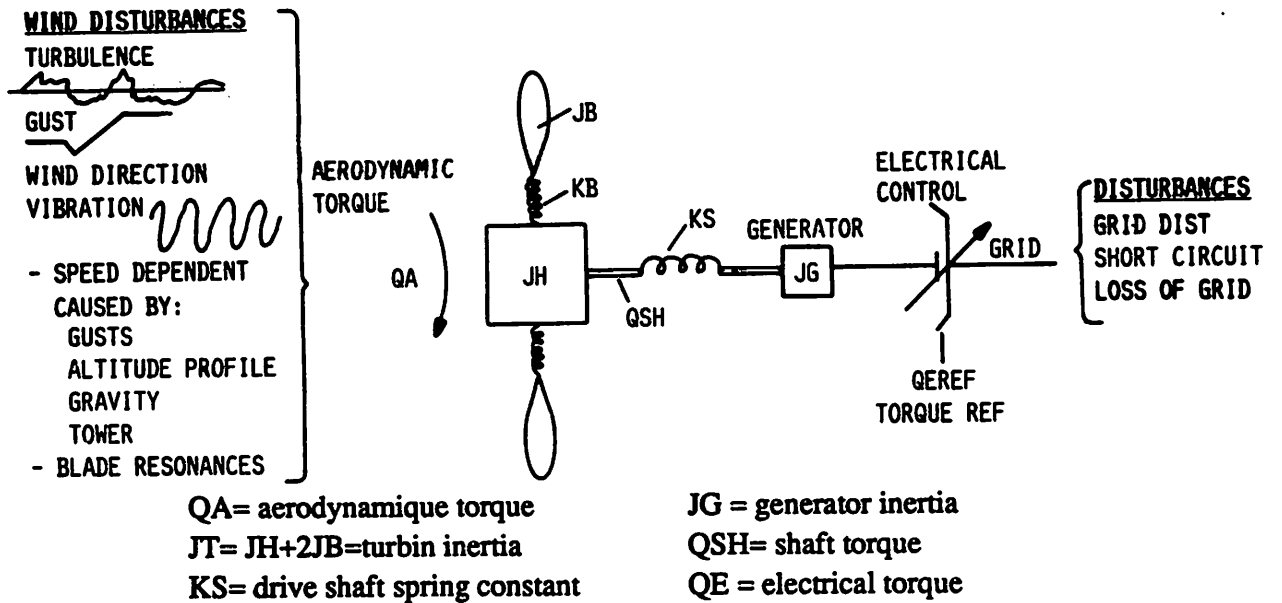 WIND DISTURBANCES
TURBULENCE
GUST
WIND DIRECTION
VIBRATION
- SPEED DEPENDENT
CAUSED BY:
GUSTS
ALTITUDE PROFILE
GRAVITY
TOWER
- BLADE RESONANCES
AERODYNAMIC
TORQUE
QA
JB
KB
JH
QSH
KS
GENERATOR
JG
ELECTRICAL
CONTROL
GRID
QEREF
TORQUE REF
DISTURBANCES
GRID DIST
SHORT CIRCUIT
LOSS OF GRID
QA= aerodynamique torque
JT= JH+2JB=turbin inertia
KS= drive shaft spring constant
JG = generator inertia
QSH= shaft torque
QE = electrical torque